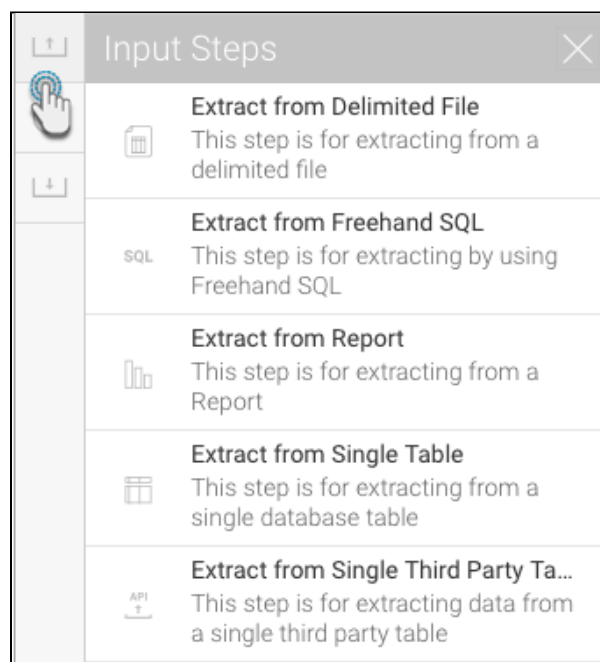 Input Steps
Extract from Delimited File
This step is for extracting from a
delimited file
SQL
Extract from Freehand SQL
This step is for extracting by using
Freehand SQL
Extract from Report
This step is for extracting from a
Report
Extract from Single Table
This step is for extracting from a
single database table
API
Extract from Single Third Party Ta...
This step is for extracting data from
a single third party table